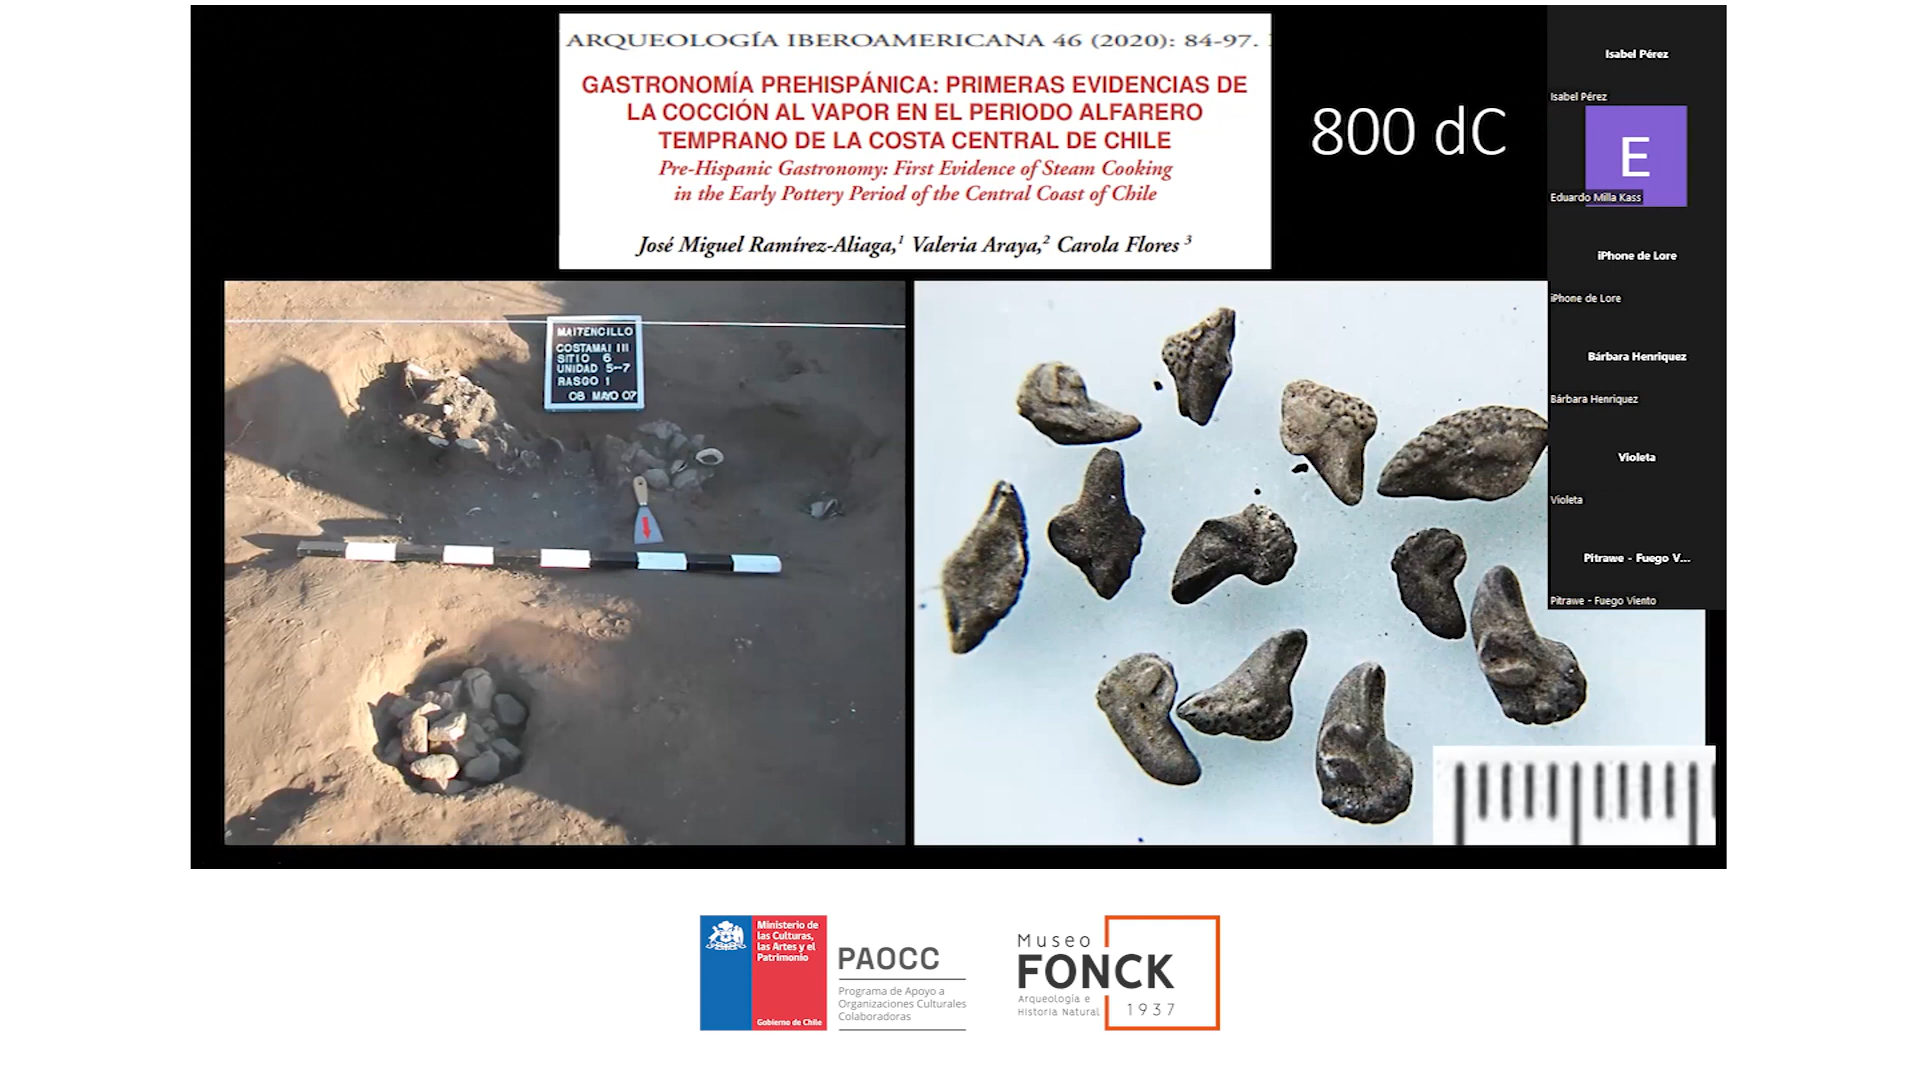 ARQUEOLOGÍA IBEROAMERICANA 46 (2020): 84-97.
GASTRONOMÍA PREHISPÁNICA: PRIMERAS EVIDENCIAS DE
LA COCCIÓN AL VAPOR EN EL PERIODO ALFARERO
TEMPRANO DE LA COSTA CENTRAL DE CHILE
Pre-Hispanic Gastronomy: First Evidence of Steam Cooking
in the Early Pottery Period of the Central Coast of Chile
José Miguel Ramírez-Aliaga,1 Valeria Araya,2 Carola Flores 3
800 dC
MAITENCILLO
COSTAMAI III
SITIO 6
UNIDAD 5-7
RASGO 1
08 MAYO 07
Isabel Pérez
Isabel Pérez
E
Eduardo Milla Kass
iPhone de Lore
iPhone de Lore
Bárbara Henriquez
Bárbara Henriquez
Violeta
Violeta
Pitrawe - Fuego V...
Pitrawe - Fuego Viento
Ministerio de
las Culturas,
las Artes y el
Patrimonio
Gobierno de Chile
PAOCC
Programa de Apoyo a
Organizaciones Culturales
Colaboradoras
Museo
FONCK
Arqueología e
Historia Natural
1937